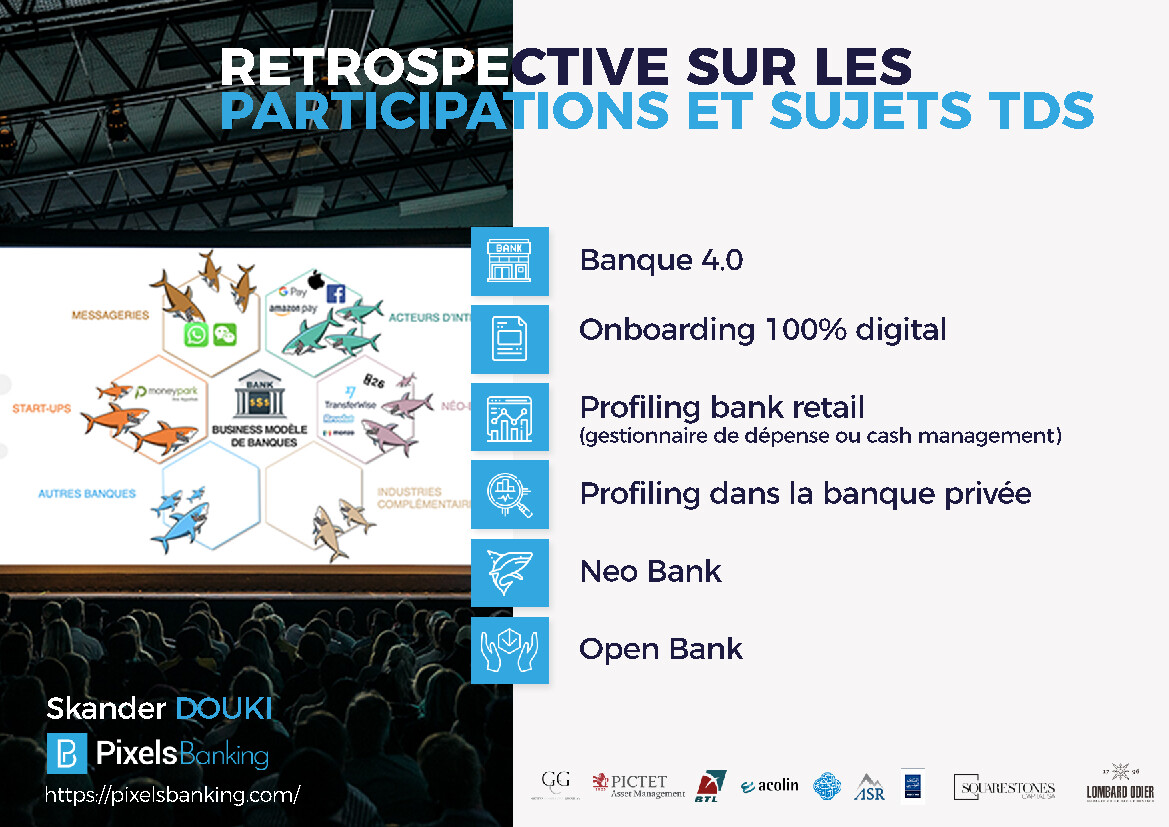 RETROSPECTIVE SUR LES
PARTICIPATIONS ET SUJETS TDS
MESSAGERIES
G Pay
amazon pay
ACTEURS D'INT
START-UPS
moneypark
BANK
$$$
BUSINESS MODÈLE
DE BANQUES
N26
TransferWise
Revolut
monzo
NÉO-B
AUTRES BANQUES
INDUSTRIES
COMPLÉMENTAIR
BANK
Banque 4.0
Onboarding 100% digital
Profiling bank retail
(gestionnaire de dépense ou cash management)
Profiling dans la banque privée
Neo Bank
Open Bank
Skander DOUKI
PixelsBanking
https://pixelsbanking.com/
GCG
PICTET
Asset Management
BTL
acolin
ASR
SQUARESTONES
CAPITAL SA
17 96
LOMBARD ODIER